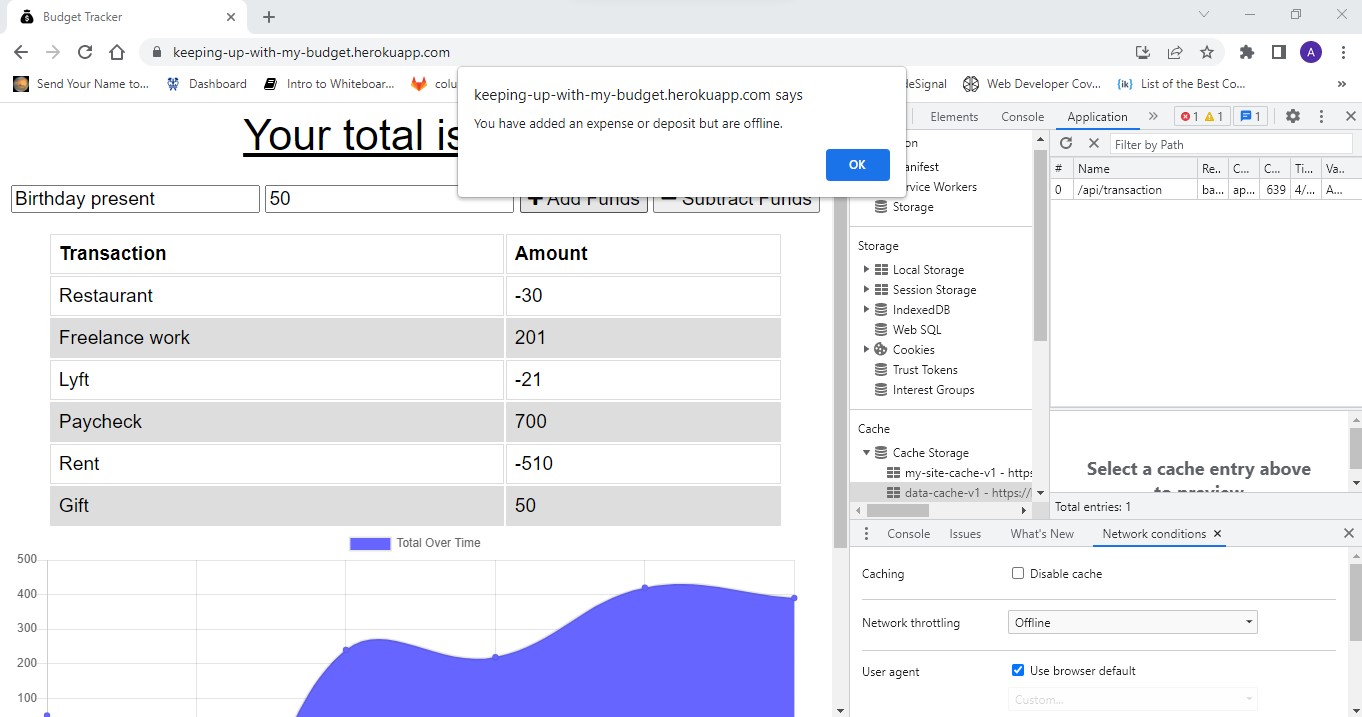 Budget Tracker
keeping-up-with-my-budget.herokuapp.com
A
Send Your Name to...
Dashboard
Intro to Whiteboar...
colu
deSignal
Web Developer Cov...
{ik}
List of the Best Co...
keeping-up-with-my-budget.herokuapp.com says
You have added an expense or deposit but are offline.
OK
Your total is
Birthday present
50
Add Funds
Subtract Funds
Transaction Amount
Restaurant -30
Freelance work 201
Lyft -21
Paycheck 700
Rent -510
Gift 50
Total Over Time
500
400
300
200
100
Elements Console Application » 1 1 1
Manifest
Service Workers
Storage
Storage
Local Storage
Session Storage
IndexedDB
Web SQL
Cookies
Trust Tokens
Interest Groups
Cache
Cache Storage
my-site-cache-v1 - https
data-cache-v1 - https://
Filter by Path
# Name Re.. C... C... Ti... Va..
0 /api/transaction ba... ap... 639 4/... A...
Select a cache entry above
to preview
Total entries: 1
Console Issues What's New Network conditions
Caching Disable cache
Network throttling Offline
User agent Use browser default
Custom...